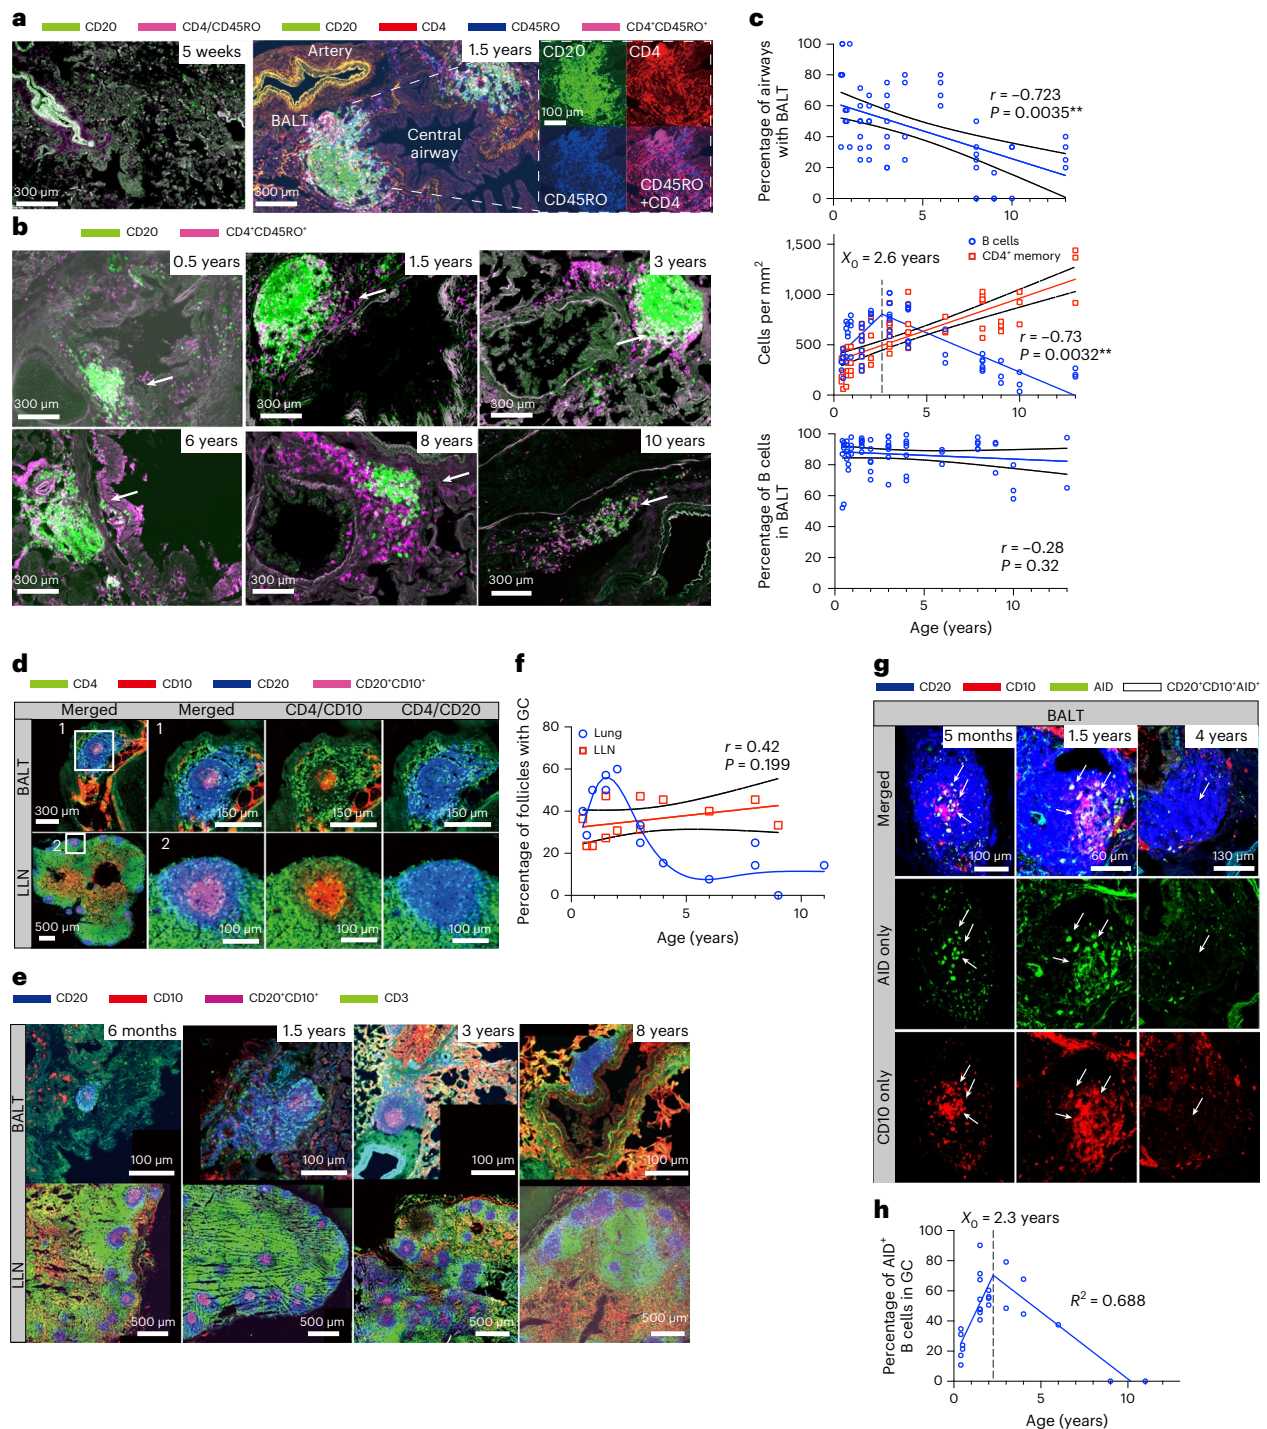 a
CD20 CD4/CD45RO CD20 CD4 CD45RO CD4⁺CD45RO⁺
5 weeks
300 µm
Artery
1.5 years
BALT
Central
airway
300 µm
CD20
CD4
100 µm
CD45RO
CD45RO
+CD4
b
CD20 CD4⁺CD45RO⁺
0.5 years
300 µm
1.5 years
300 µm
3 years
300 µm
6 years
300 µm
8 years
300 µm
10 years
300 µm
c
Percentage of airways
with BALT
100
80
60
40
20
0
r = −0.723
P = 0.0035**
0 5 10
Cells per mm²
1,500
1,000
500
0
B cells
CD4⁺ memory
X₀ = 2.6 years
r = −0.73
P = 0.0032**
0 5 10
Percentage of B cells
in BALT
100
80
60
40
20
0
r = −0.28
P = 0.32
0 5 10
Age (years)
d
CD4 CD10 CD20 CD20⁺CD10⁺
Merged Merged CD4/CD10 CD4/CD20
BALT
1
300 µm
1
150 µm
150 µm
150 µm
LLN
2
500 µm
2
100 µm
100 µm
100 µm
e
CD20 CD10 CD20⁺CD10⁺ CD3
BALT
6 months
100 µm
1.5 years
100 µm
3 years
100 µm
8 years
100 µm
LLN
500 µm
500 µm
500 µm
500 µm
f
Percentage of follicles with GC
80
60
40
20
0
Lung
LLN
r = 0.42
P = 0.199
0 5 10
Age (years)
g
CD20 CD10 AID CD20⁺CD10⁺AID⁺
BALT
Merged
5 months
100 µm
1.5 years
60 µm
4 years
130 µm
AID only
CD10 only
h
X₀ = 2.3 years
Percentage of AID⁺
B cells in GC
100
80
60
40
20
0
R² = 0.688
0 5 10
Age (years)